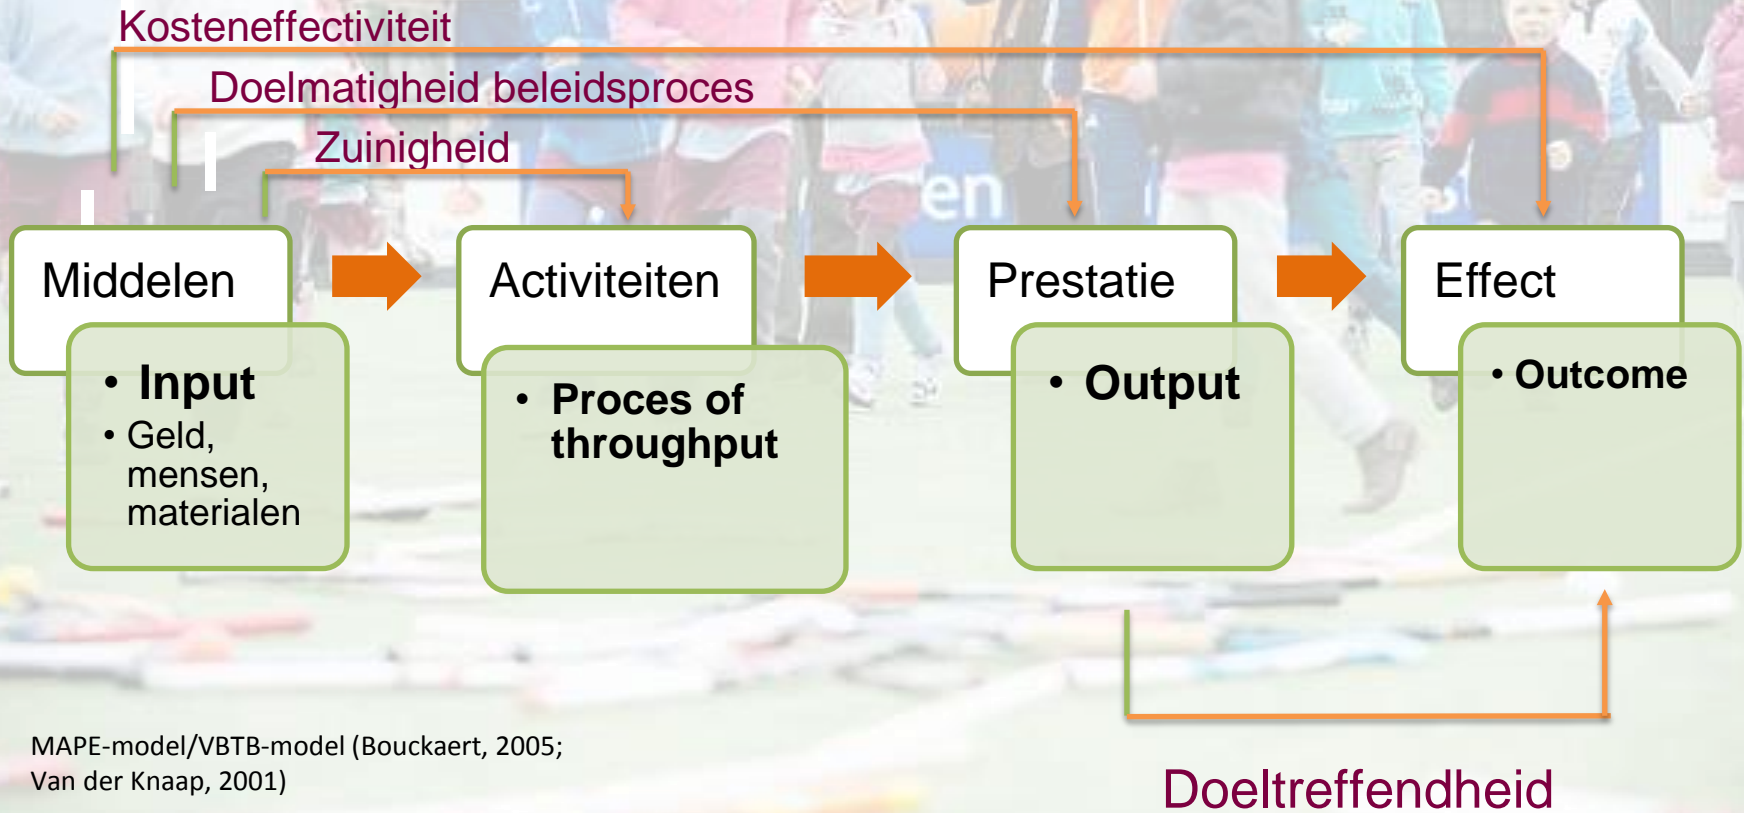 Kosteneffectiviteit
Doelmatigheid beleidsproces
Zuinigheid
en
Middelen
• Input
• Geld,
mensen,
materialen
Activiteiten
• Proces of
throughput
Prestatie
• Output
Effect
• Outcome
MAPE-model/VBTB-model (Bouckaert, 2005;
Van der Knaap, 2001)
Doeltreffendheid